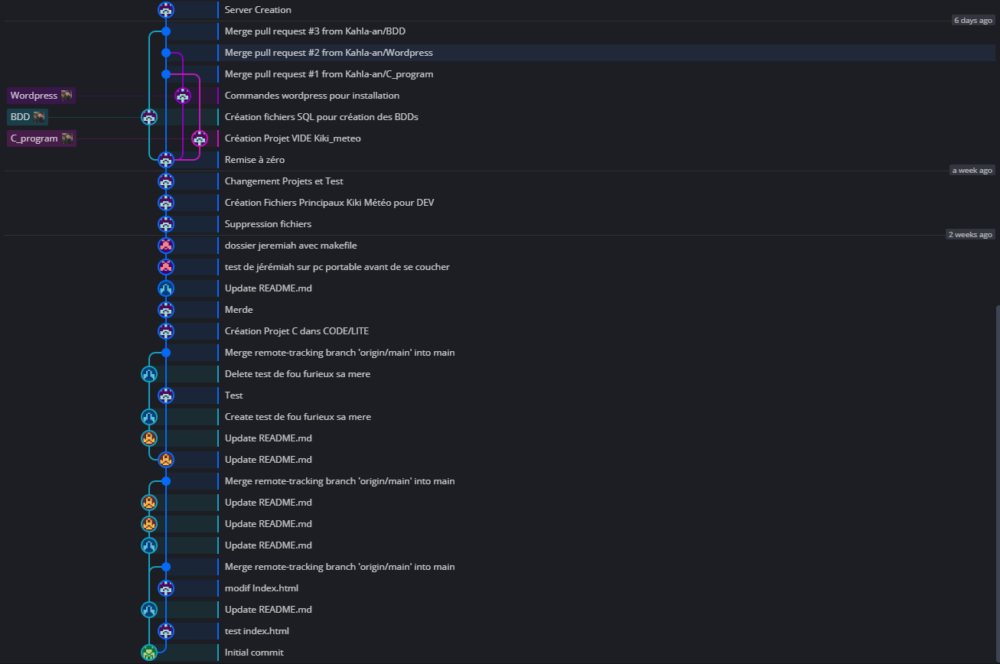 Server Creation
6 days ago
Merge pull request #3 from Kahla-an/BDD
Merge pull request #2 from Kahla-an/Wordpress
Merge pull request #1 from Kahla-an/C_program
Wordpress Commandes wordpress pour installation
BDD Création fichiers SQL pour création des BDDs
C_program Création Projet VIDE Kiki_meteo
Remise à zéro
a week ago
Changement Projets et Test
Création Fichiers Principaux Kiki Météo pour DEV
Suppression fichiers
2 weeks ago
dossier jeremiah avec makefile
test de jérémiah sur pc portable avant de se coucher
Update README.md
Merde
Création Projet C dans CODE/LITE
Merge remote-tracking branch 'origin/main' into main
Delete test de fou furieux sa mere
Test
Create test de fou furieux sa mere
Update README.md
Update README.md
Merge remote-tracking branch 'origin/main' into main
Update README.md
Update README.md
Update README.md
Merge remote-tracking branch 'origin/main' into main
modif Index.html
Update README.md
test index.html
Initial commit